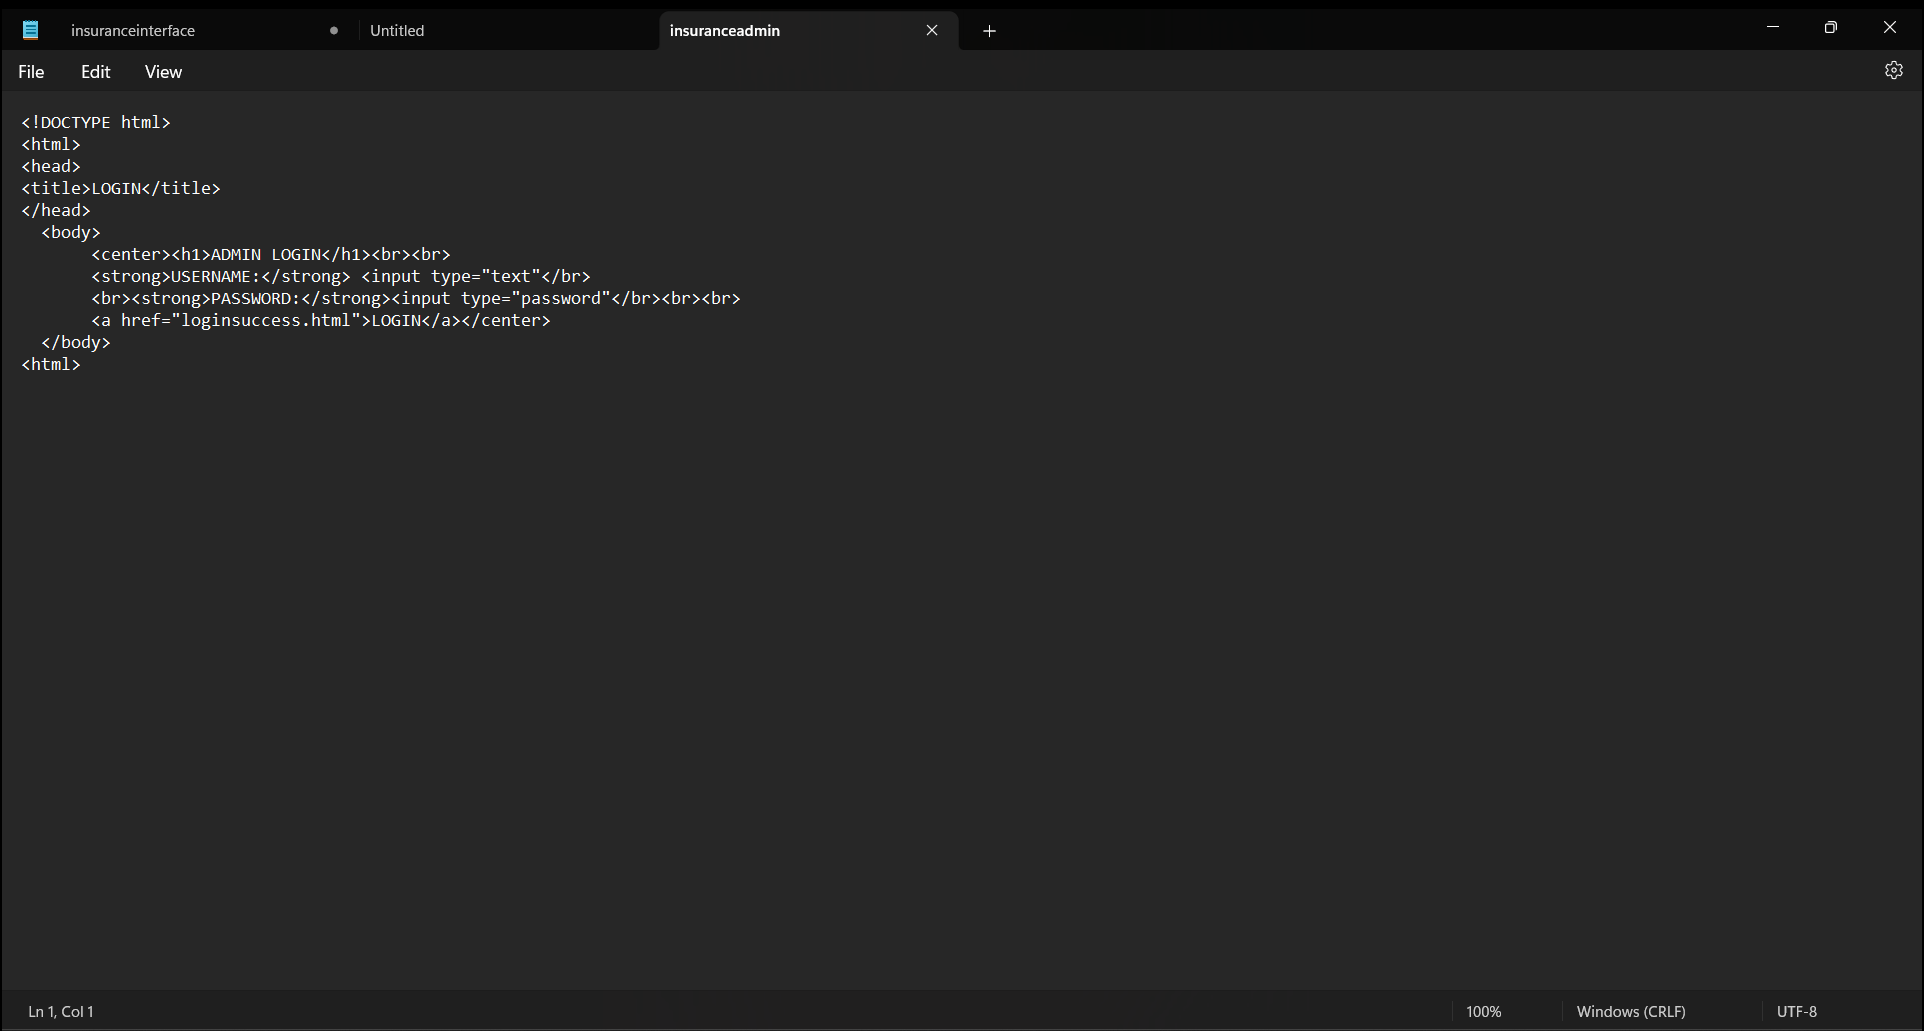 insuranceinterface Untitled insuranceadmin
File Edit View
<!DOCTYPE html>
<html>
<head>
<title>LOGIN</title>
</head>
<body>
<center><h1>ADMIN LOGIN</h1><br><br>
<strong>USERNAME:</strong> <input type="text"</br>
<br><strong>PASSWORD:</strong><input type="password"</br><br><br>
<a href="loginsuccess.html">LOGIN</a></center>
</body>
<html>
Ln 1, Col 1 100% Windows (CRLF) UTF-8